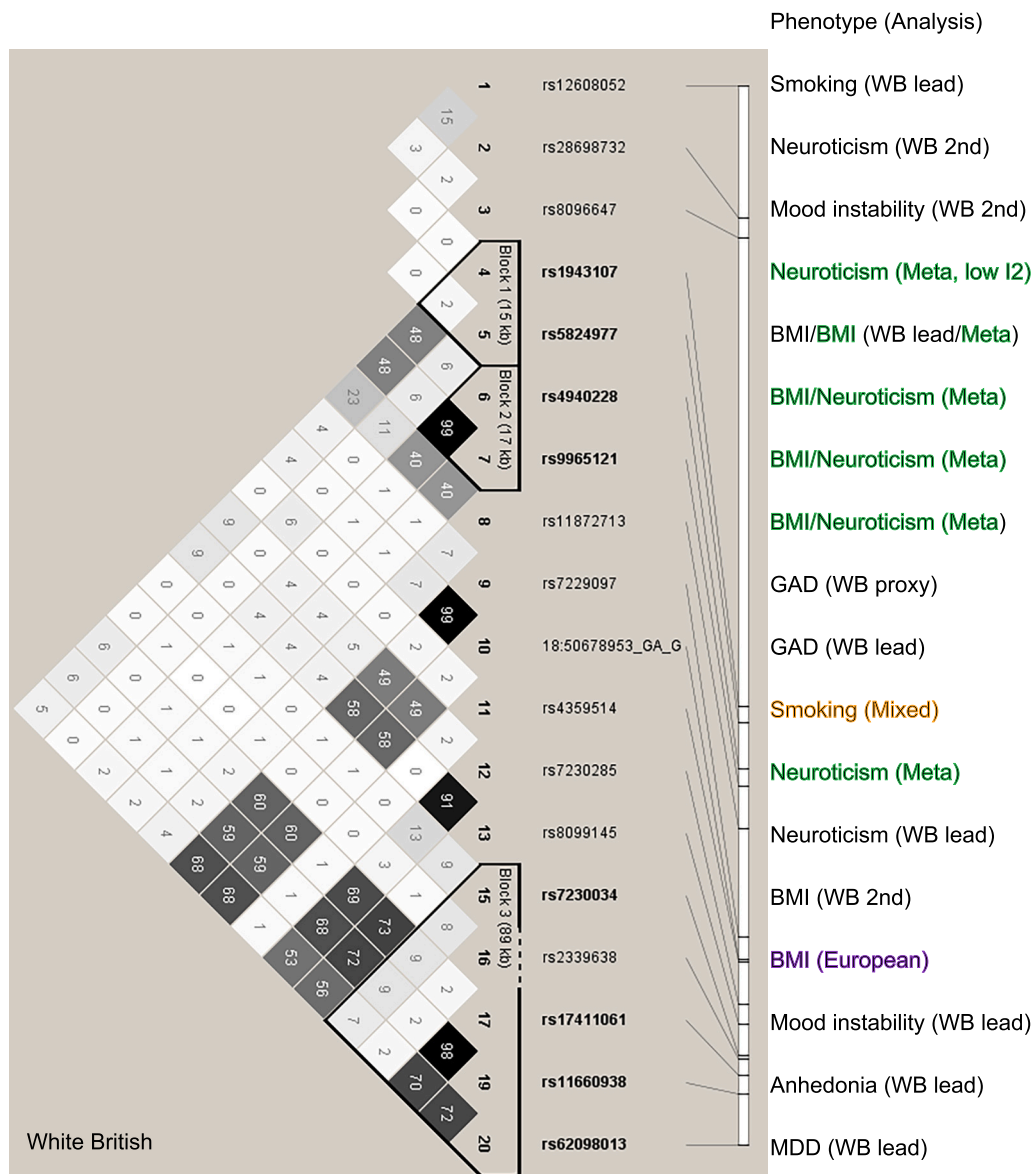 Phenotype (Analysis)
1 rs12608052 Smoking (WB lead)
15
3 2 rs28698732 Neuroticism (WB 2nd)
2
0 3 rs8096647 Mood instability (WB 2nd)
0
Block 1 (15 kb)
0 4 rs1943107 Neuroticism (Meta, low I2)
2
48 5 rs5824977 BMI/BMI (WB lead/Meta)
48 6
Block 2 (17 kb)
23 6 6 rs4940228 BMI/Neuroticism (Meta)
4 11 99
4 0 40 7 rs9965121 BMI/Neuroticism (Meta)
0 1 40
9 6 1 1 8 rs11872713 BMI/Neuroticism (Meta)
9 0 0 1 7
0 0 4 7 9 rs7229097 GAD (WB proxy)
0 0 4 4 0 99
6 1 4 5 2 10 18:50678953_GA_G GAD (WB lead)
6 0 0 1 4 49 2
5 0 1 0 0 58 49 11 rs4359514 Smoking (Mixed)
0 1 1 1 1 58 2
2 1 2 0 1 0 12 rs7230285 Neuroticism (Meta)
2 2 60 0 0 91
4 59 60 0 13 13 rs8099145 Neuroticism (WB lead)
68 59 1 3 9
Block 3 (89 kb)
68 1 69 1 15 rs7230034 BMI (WB 2nd)
1 68 73 8
53 72 9 16 rs2339638 BMI (European)
56 9 2
7 2 17 rs17411061 Mood instability (WB lead)
2 98
70 19 rs11660938 Anhedonia (WB lead)
72
White British 20 rs62098013 MDD (WB lead)